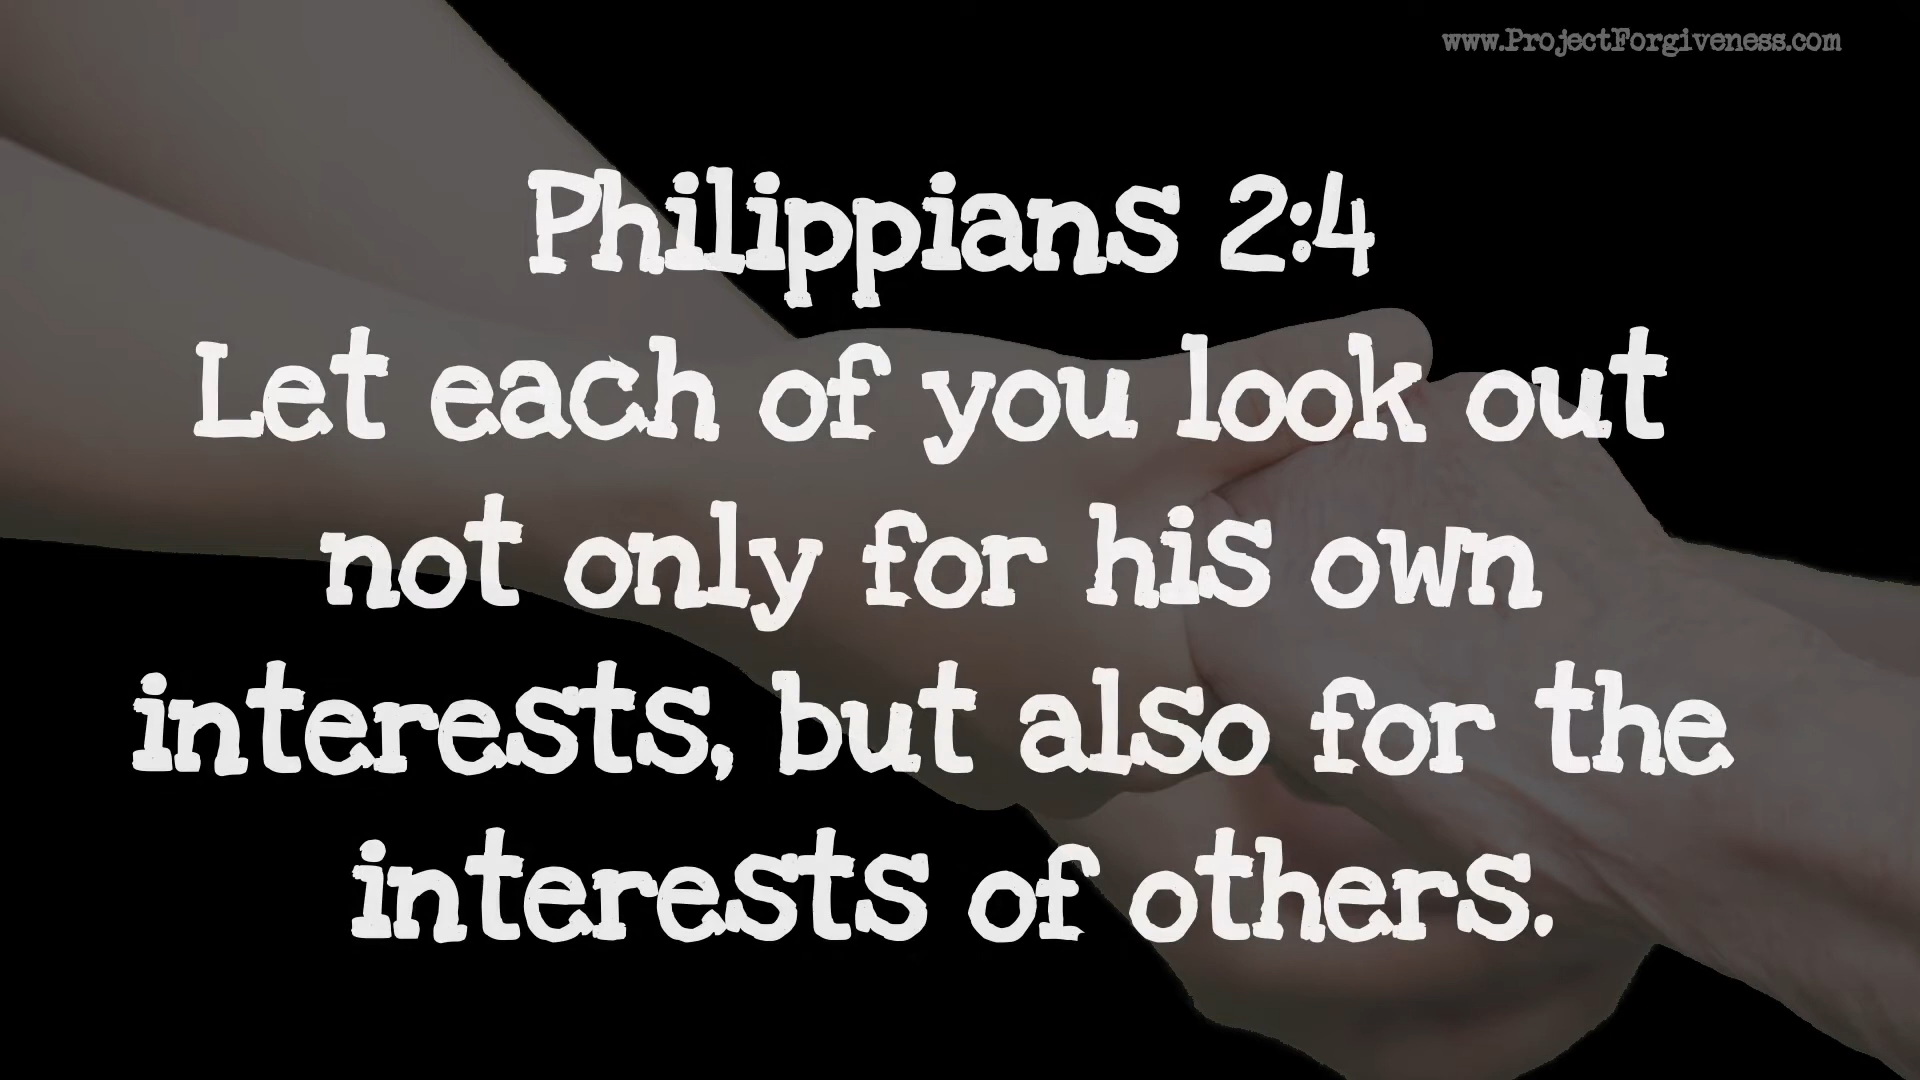 www.ProjectForgiveness.com
Philippians 2:4
Let each of you look out
not only for his own
interests, but also for the
interests of others.